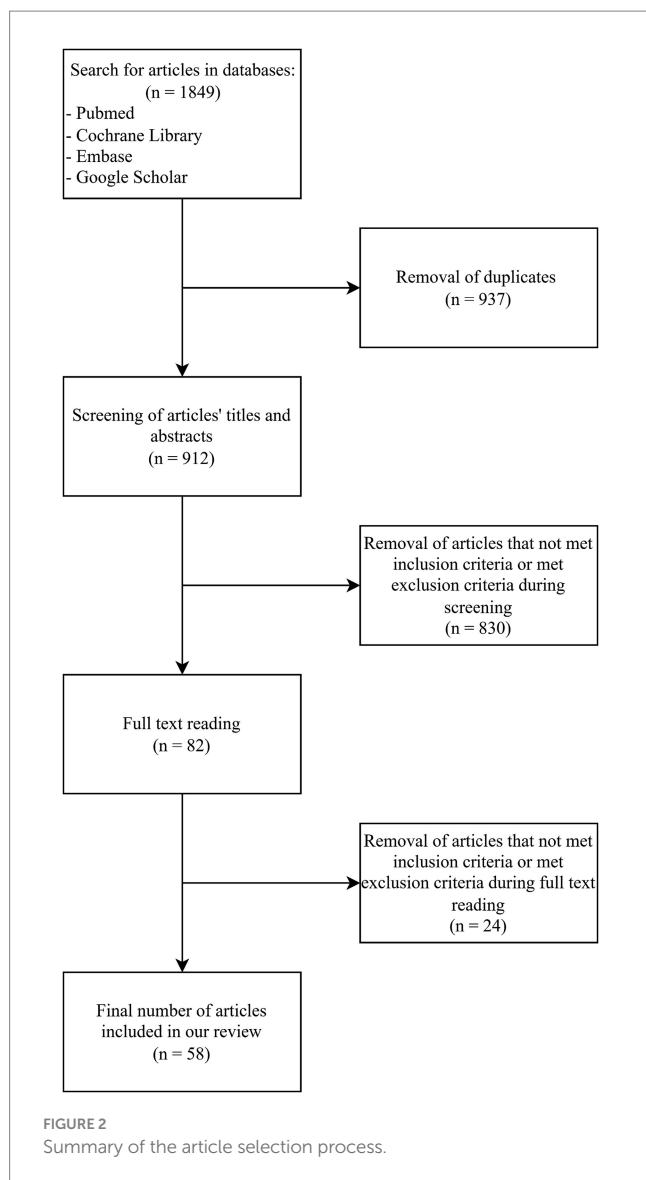 Search for articles in databases:
(n = 1849)
- Pubmed
- Cochrane Library
- Embase
- Google Scholar
Removal of duplicates
(n = 937)
Screening of articles' titles and
abstracts
(n = 912)
Removal of articles that not met
inclusion criteria or met
exclusion criteria during
screening
(n = 830)
Full text reading
(n = 82)
Removal of articles that not met
inclusion criteria or met
exclusion criteria during full text
reading
(n = 24)
Final number of articles
included in our review
(n = 58)
FIGURE 2
Summary of the article selection process.